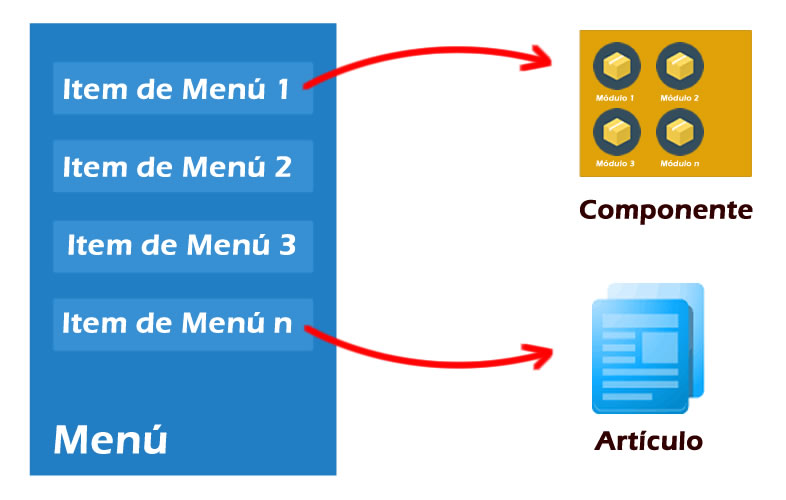 Item de Menú 1
Item de Menú 2
Item de Menú 3
Item de Menú n
Menú
Módulo 1
Módulo 2
Módulo 3
Módulo n
Componente
Artículo